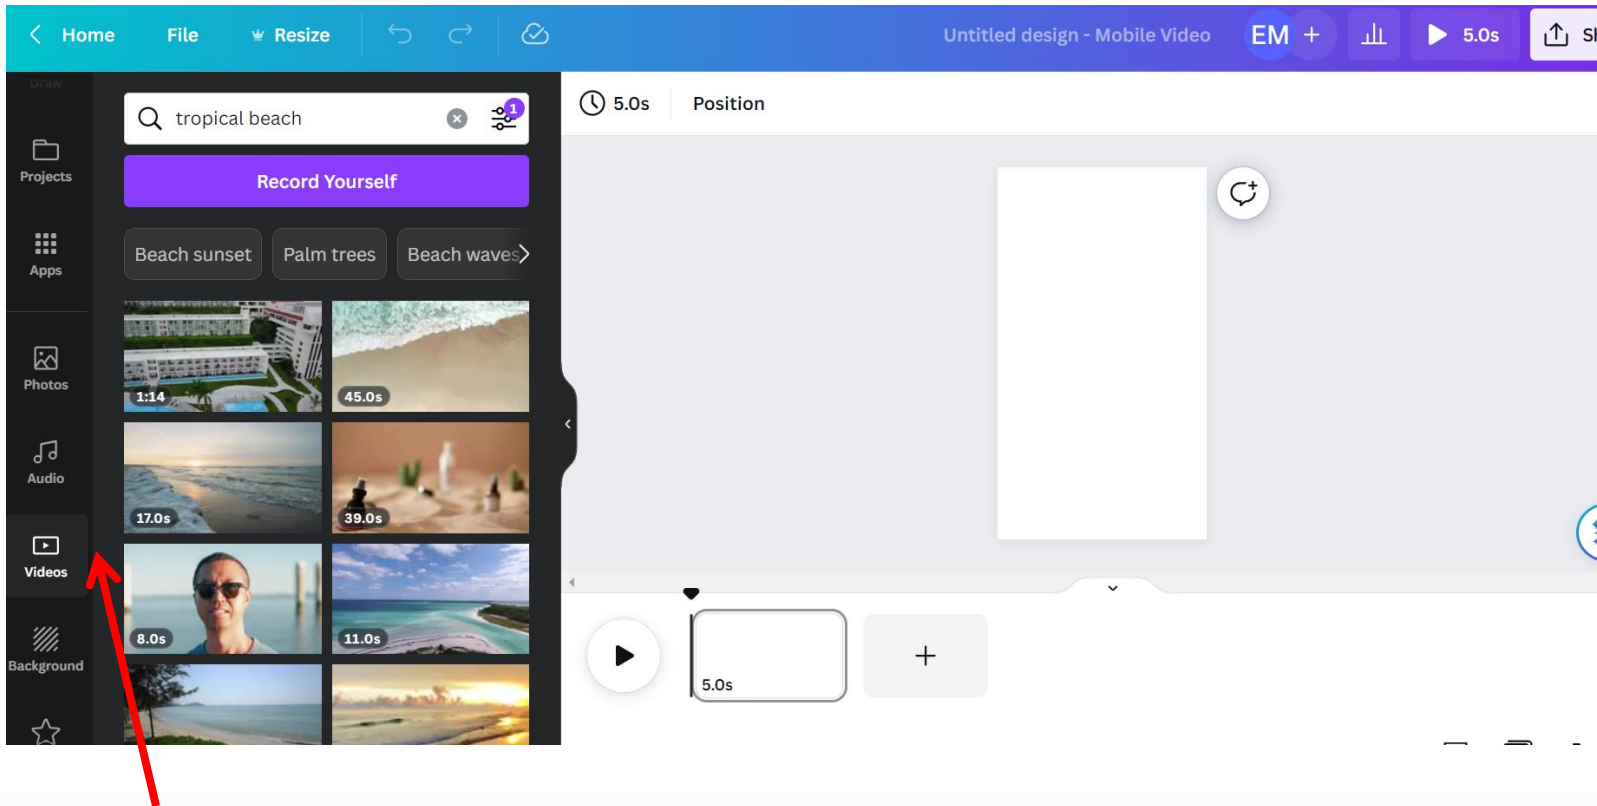 Home File Resize Untitled design - Mobile Video EM + 5.0s
Draw
tropical beach 1
5.0s Position
Projects
Record Yourself
Apps
Beach sunset Palm trees Beach waves
Photos
1:14 45.0s
Audio
17.0s 39.0s
Videos
8.0s 11.0s
Background
5.0s